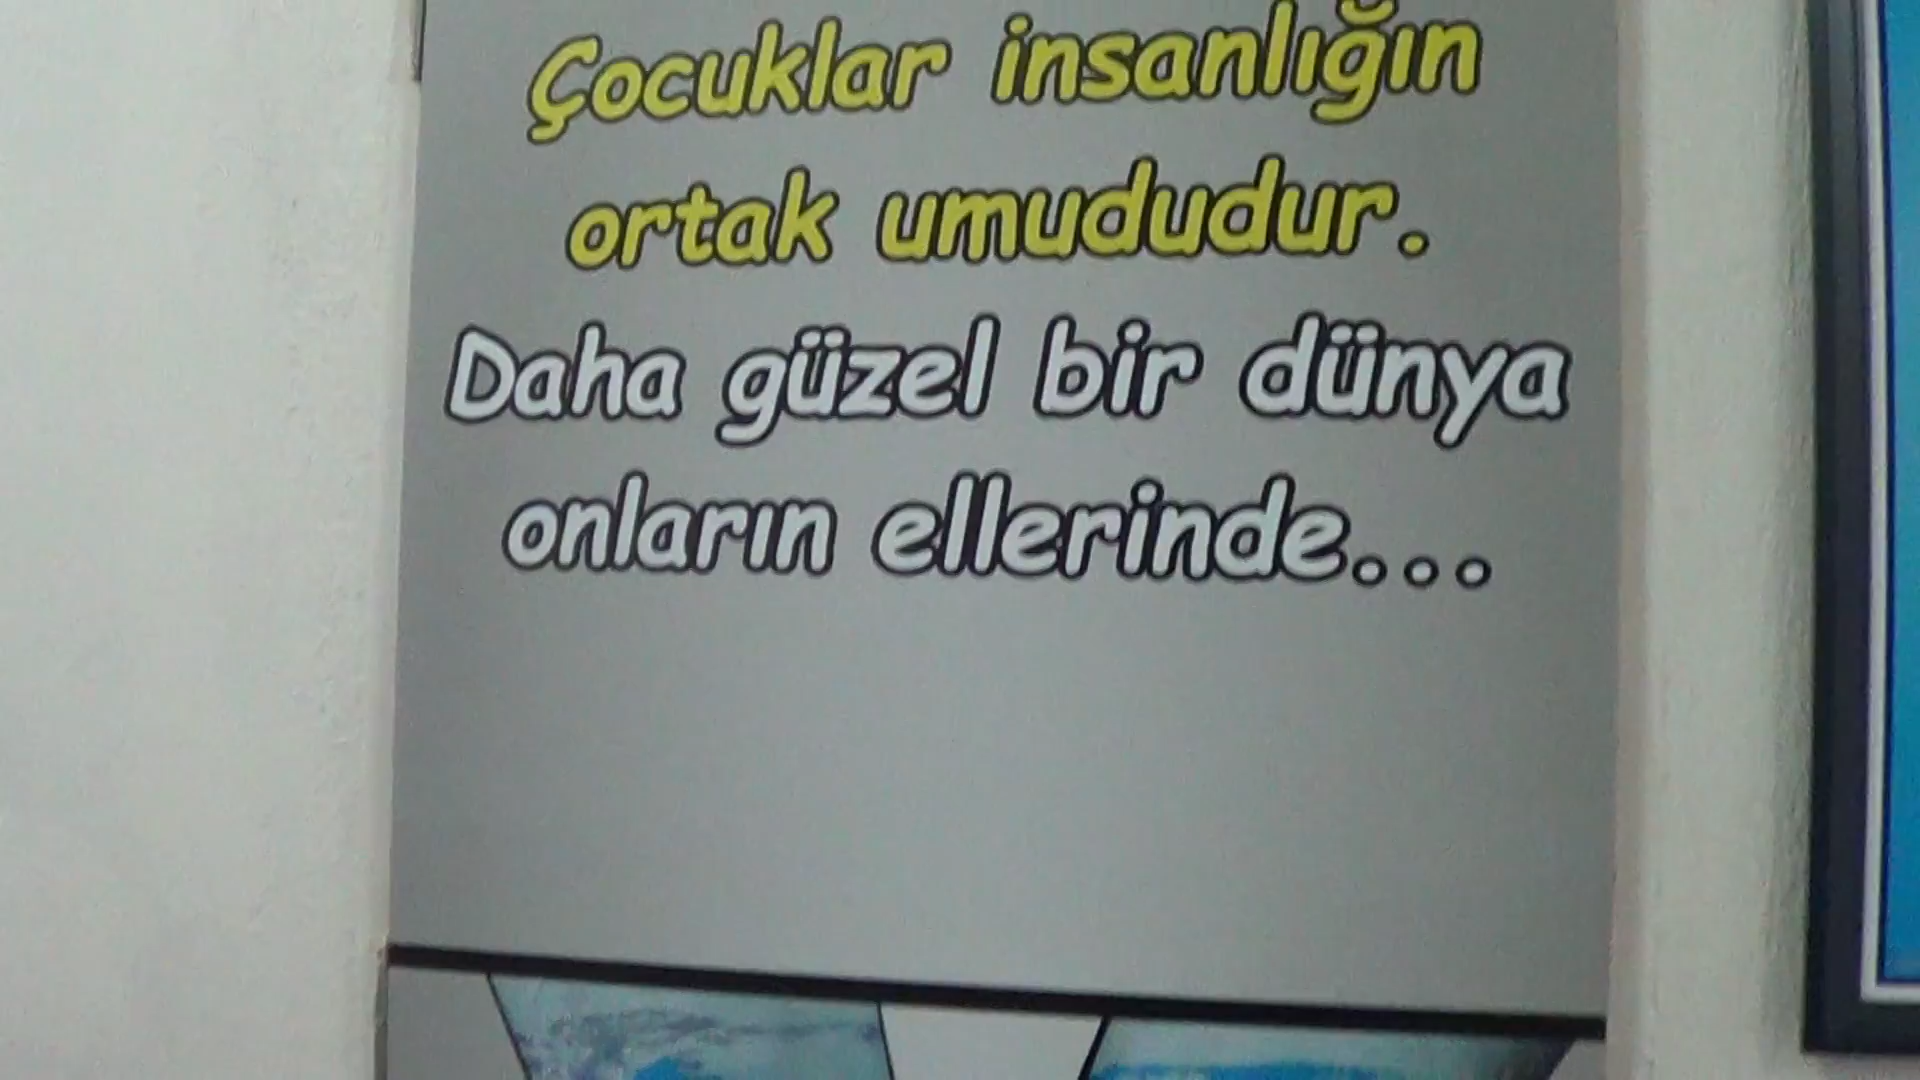 Çocuklar insanlığın
ortak umududur.
Daha güzel bir dünya
onların ellerinde...